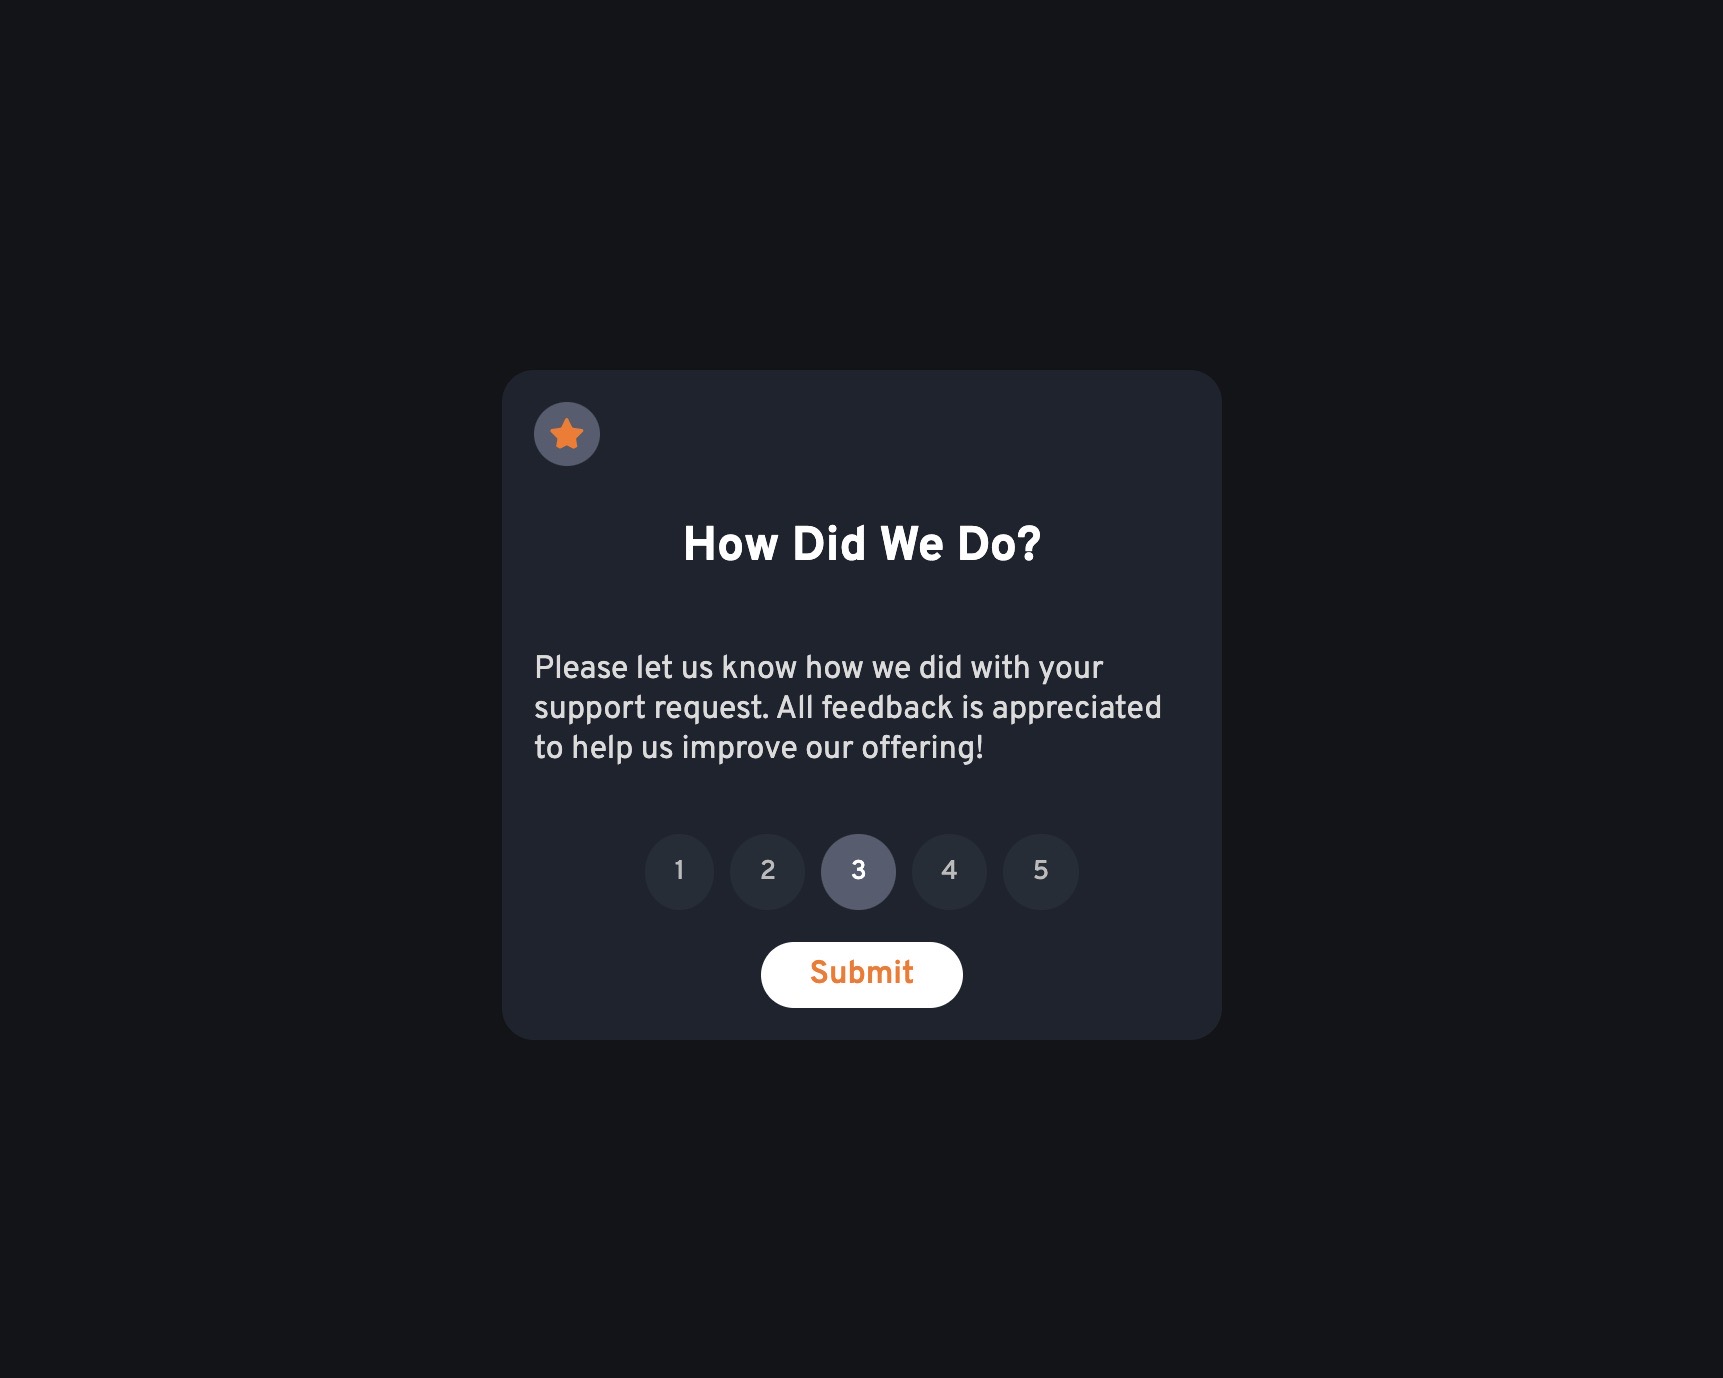 How Did We Do?
Please let us know how we did with your
support request. All feedback is appreciated
to help us improve our offering!
1 2 3 4 5
Submit